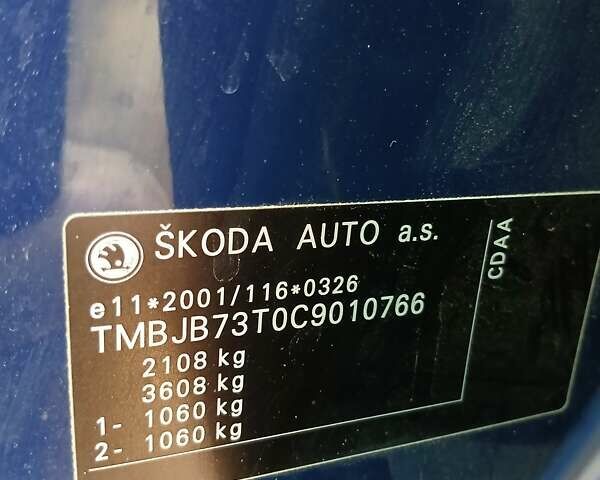 ŠKODA AUTO a.s.
e11*2001/116*0326
TMBJB73T0C9010766
2108 kg
3608 kg
1- 1060 kg
2- 1060 kg
CDAA